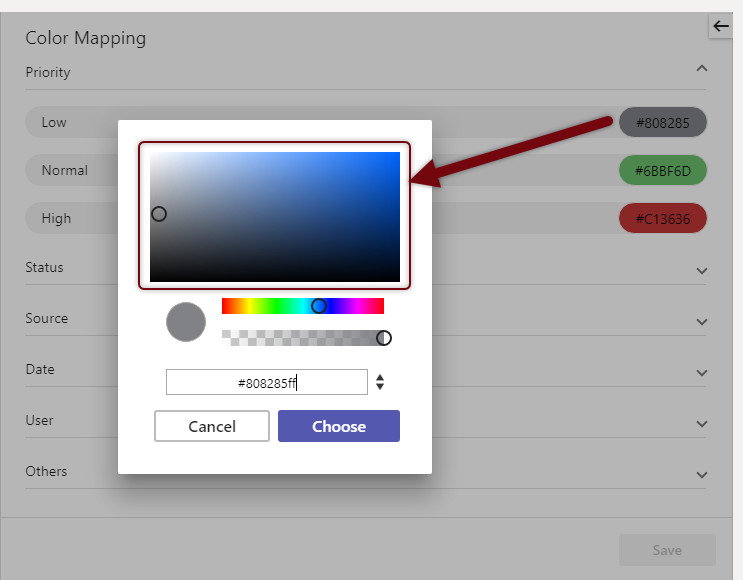 Color Mapping
Priority
Low
#808285
Normal
#6BBF6D
High
#C13636
Status
Source
Date
User
Others
#808285ff
Cancel
Choose
Save